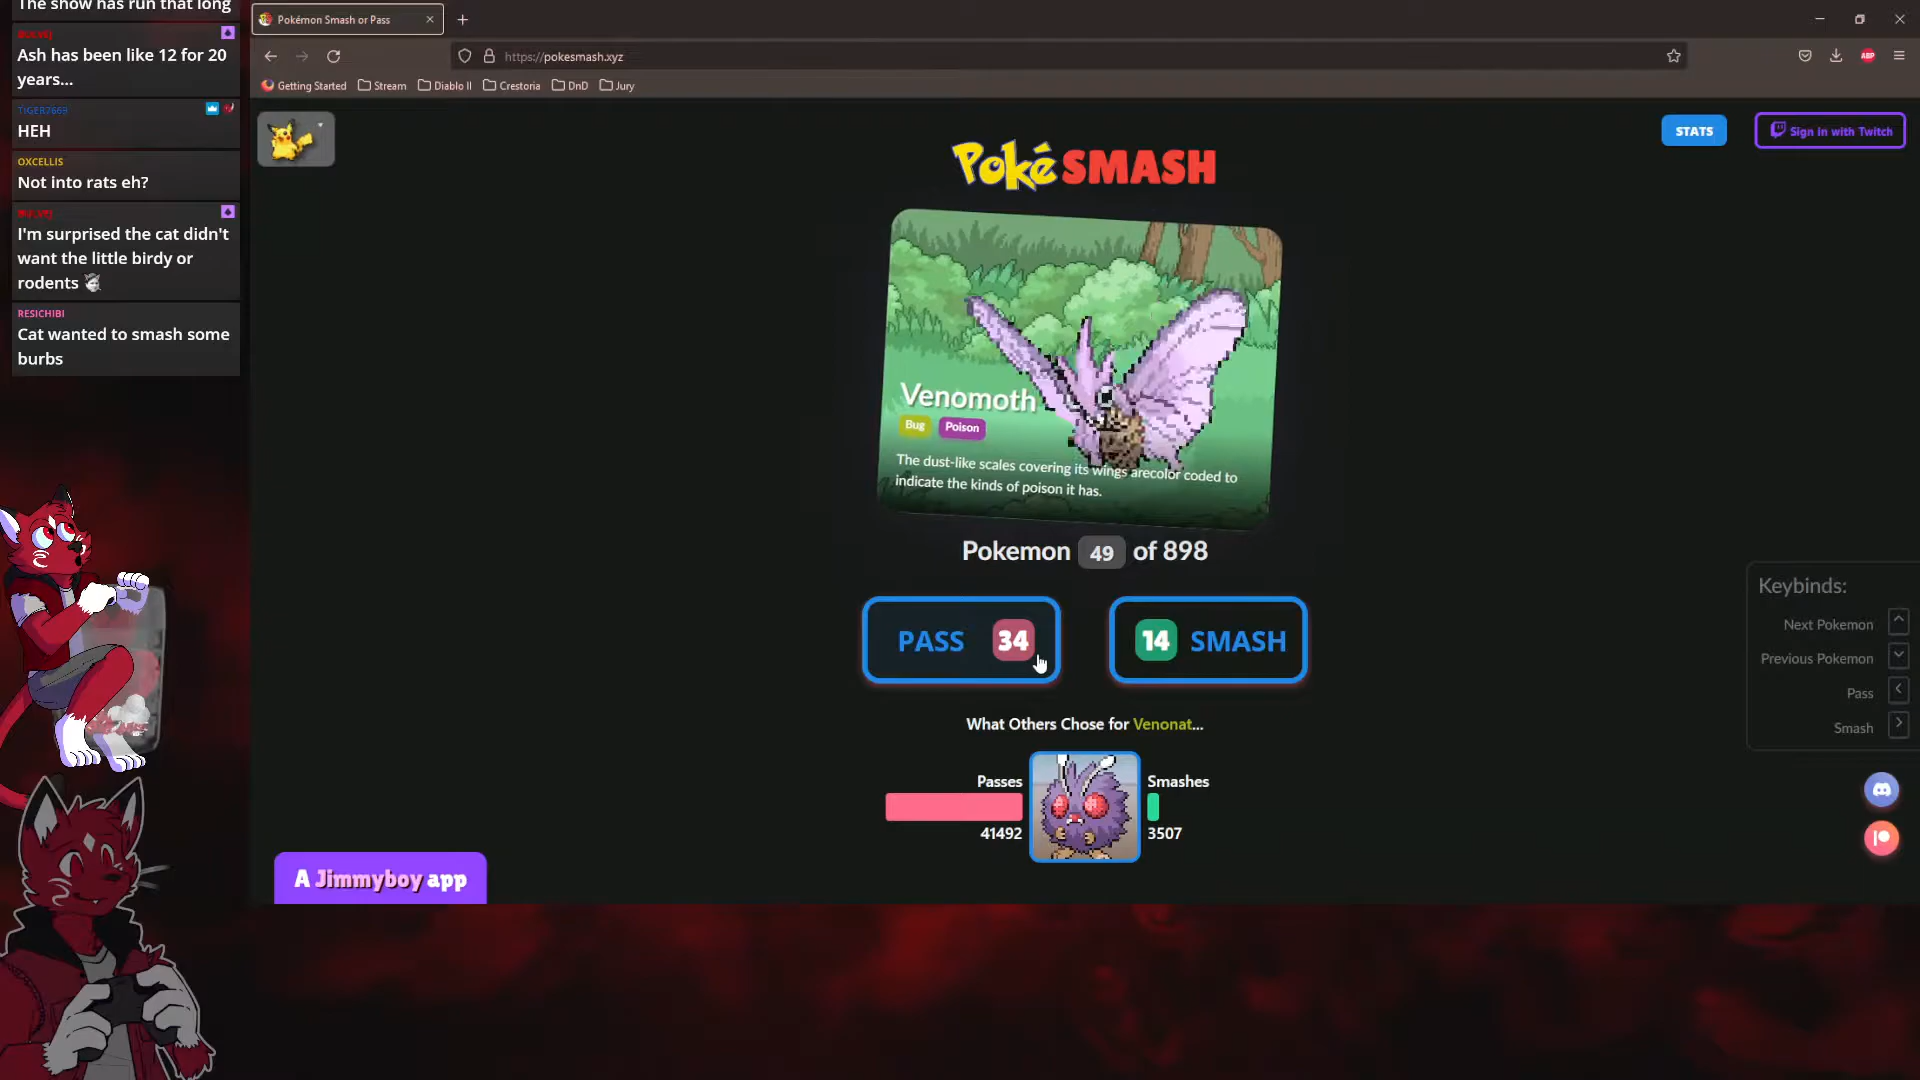 The show has run that long
Ash has been like 12 for 20
years...
TIGER7669
HEH
OXCELLIS
Not into rats eh?
I'm surprised the cat didn't
want the little birdy or
rodents
RESICHIBI
Cat wanted to smash some
burbs
Pokémon Smash or Pass
https://pokesmash.xyz
ABP
Getting Started
Stream
Diablo II
Crestoria
DnD
Jury
STATS
Sign in with Twitch
Poké SMASH
Venomoth
Bug Poison
The dust-like scales covering its wings arecolor coded to
indicate the kinds of poison it has.
Pokemon 49 of 898
PASS 34
14 SMASH
What Others Chose for Venonat...
Passes
41492
Smashes
3507
Keybinds:
Next Pokemon
Previous Pokemon
Pass
Smash
A Jimmyboy app